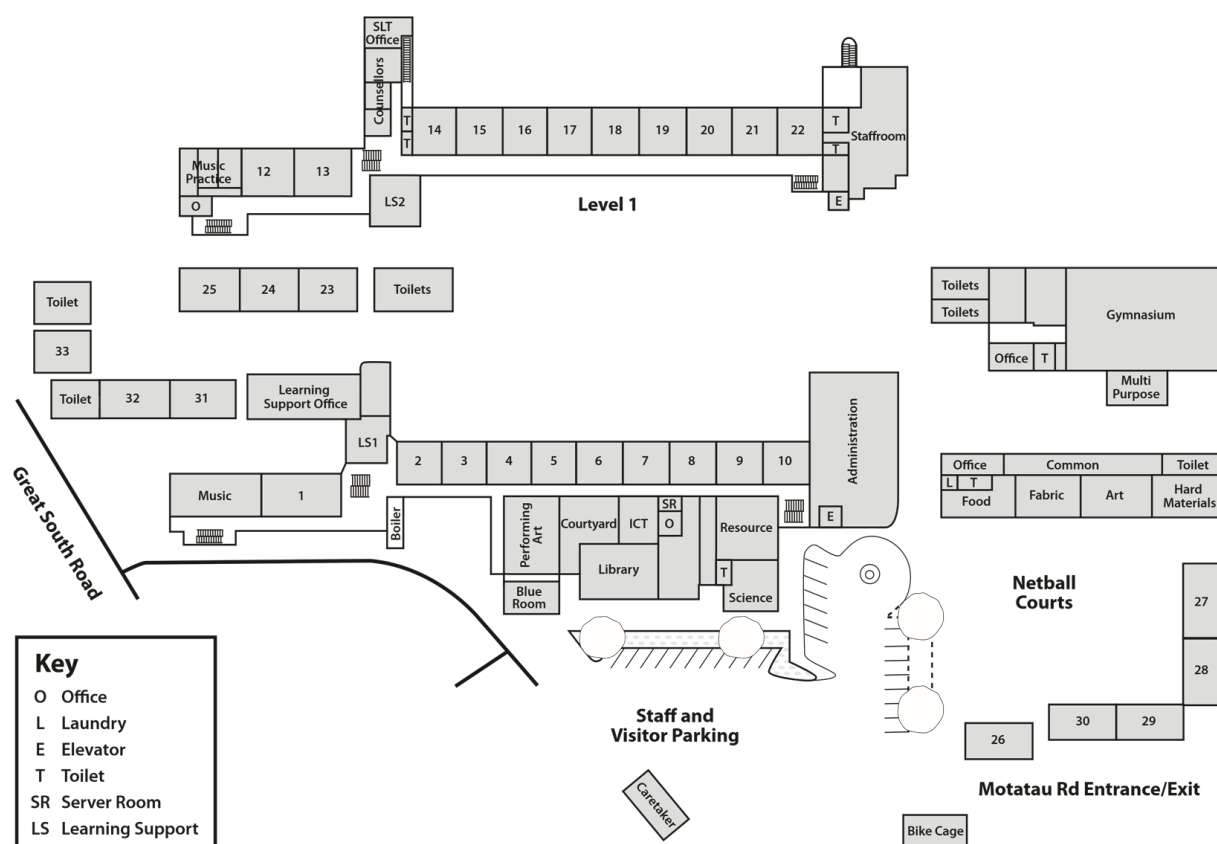 SLT
Office
Counsellors
T
T
14
15
16
17
18
19
20
21
22
T
T
Staffroom
E
Music
Practice
12
13
O
LS2
Level 1
25
24
23
Toilets
Toilet
33
Toilet
32
31
Learning
Support Office
LS1
2
3
4
5
6
7
8
9
10
Administration
E
Music
1
Boiler
Performing
Art
Courtyard
ICT
SR
O
Resource
Library
T
Science
Blue
Room
Toilets
Toilets
Gymnasium
Office
T
Multi
Purpose
Office
Common
Toilet
L
T
Food
Fabric
Art
Hard
Materials
Great South Road
Netball
Courts
27
28
30
29
26
Staff and
Visitor Parking
Motatau Rd Entrance/Exit
Caretaker
Bike Cage
Key
O Office
L Laundry
E Elevator
T Toilet
SR Server Room
LS Learning Support